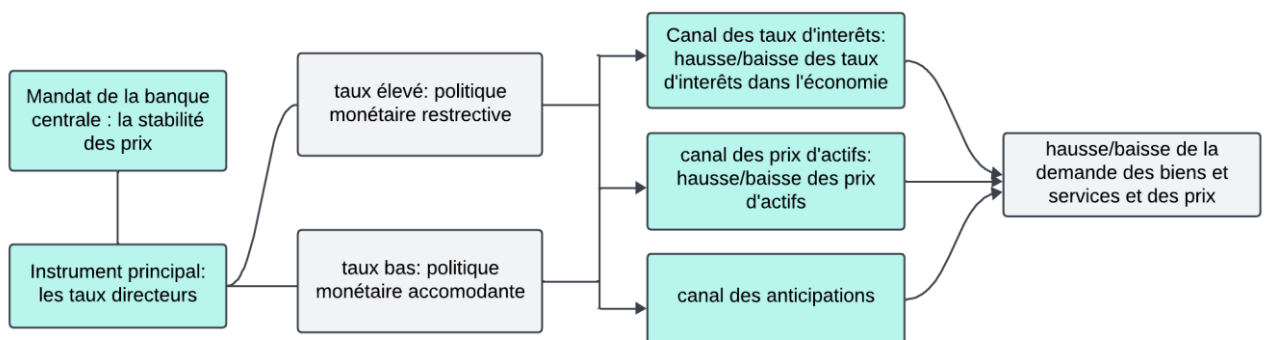 Mandat de la banque
centrale : la stabilité
des prix
Instrument principal:
les taux directeurs
taux élevé: politique
monétaire restrective
taux bas: politique
monétaire accomodante
Canal des taux d'interêts:
hausse/baisse des taux
d'interêts dans l'économie
canal des prix d'actifs:
hausse/baisse des prix
d'actifs
canal des anticipations
hausse/baisse de la
demande des biens et
services et des prix